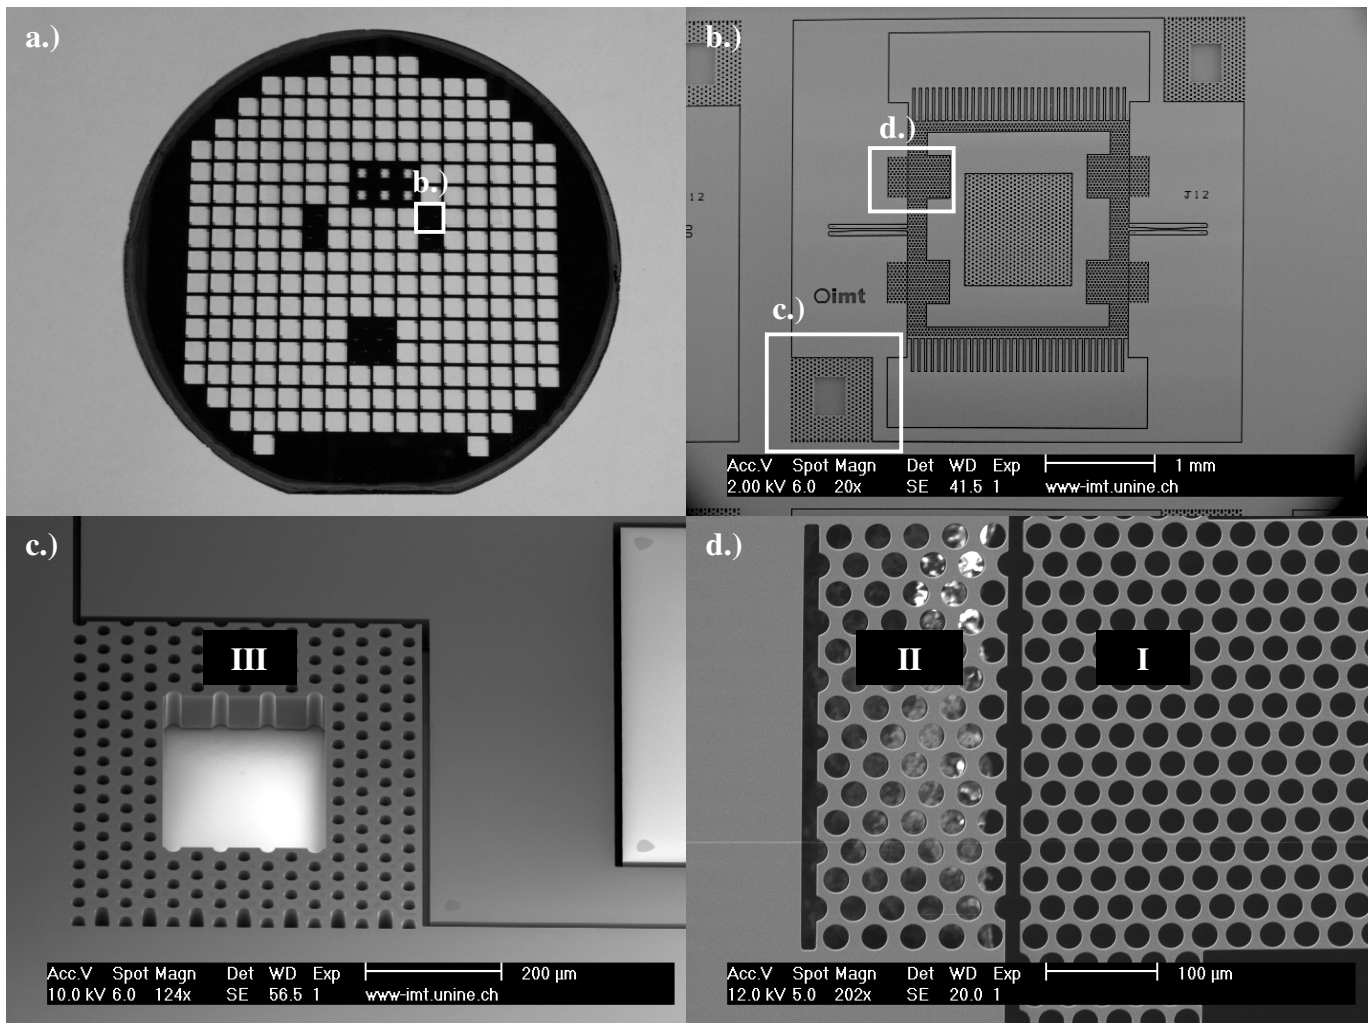 a.)
b.)
b.)
d.)
12
J12
Oimt
c.)
Acc.V Spot Magn Det WD Exp 1 mm
2.00 kV 6.0 20x SE 41.5 1 www-imt.unine.ch
c.)
III
Acc.V Spot Magn Det WD Exp 200 µm
10.0 kV 6.0 124x SE 56.5 1 www-imt.unine.ch
d.)
II
I
Acc.V Spot Magn Det WD Exp 100 µm
12.0 kV 5.0 202x SE 20.0 1